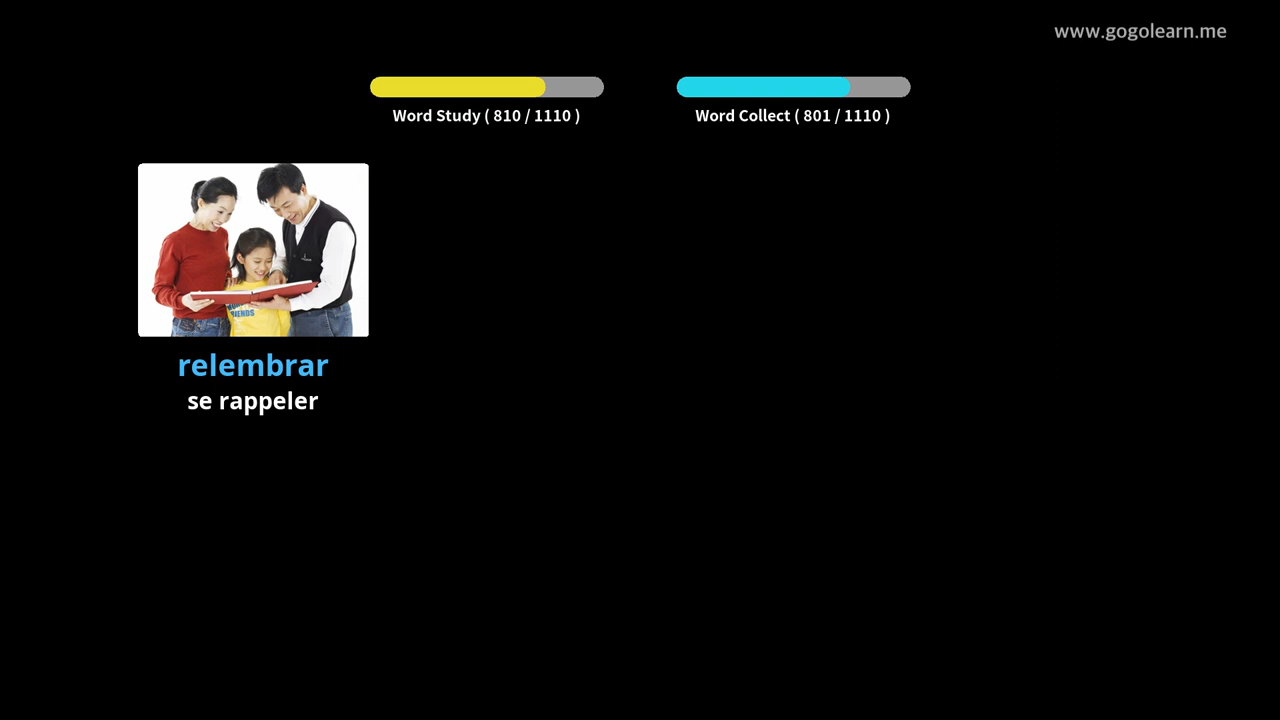 www.gogolearn.me
Word Study ( 810 / 1110 )
Word Collect ( 801 / 1110 )
relembrar
se rappeler